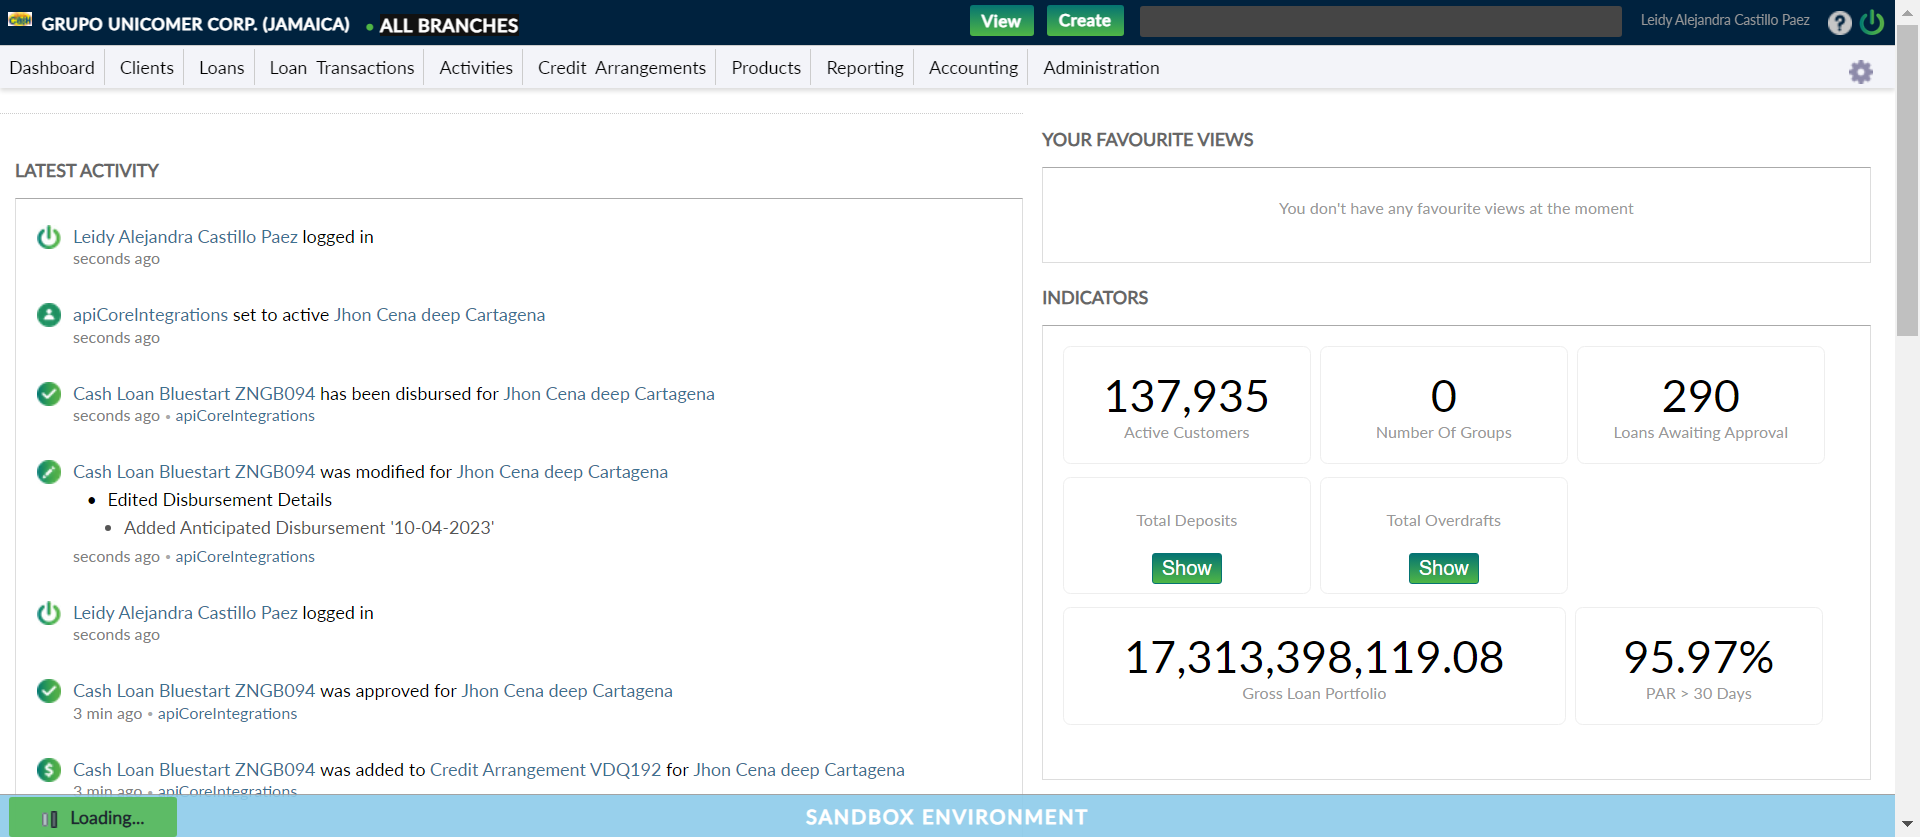 Cash GRUPO UNICOMER CORP. (JAMAICA) • ALL BRANCHES View Create Leidy Alejandra Castillo Paez ?
Dashboard Clients Loans Loan Transactions Activities Credit Arrangements Products Reporting Accounting Administration
LATEST ACTIVITY
Leidy Alejandra Castillo Paez logged in
seconds ago
apiCoreIntegrations set to active Jhon Cena deep Cartagena
seconds ago
Cash Loan Bluestart ZNGB094 has been disbursed for Jhon Cena deep Cartagena
seconds ago • apiCoreIntegrations
Cash Loan Bluestart ZNGB094 was modified for Jhon Cena deep Cartagena
• Edited Disbursement Details
• Added Anticipated Disbursement '10-04-2023'
seconds ago • apiCoreIntegrations
Leidy Alejandra Castillo Paez logged in
seconds ago
Cash Loan Bluestart ZNGB094 was approved for Jhon Cena deep Cartagena
3 min ago • apiCoreIntegrations
$ Cash Loan Bluestart ZNGB094 was added to Credit Arrangement VDQ192 for Jhon Cena deep Cartagena
3 min ago • apiCoreIntegrations
YOUR FAVOURITE VIEWS
You don't have any favourite views at the moment
INDICATORS
137,935
Active Customers
0
Number Of Groups
290
Loans Awaiting Approval
Total Deposits
Show
Total Overdrafts
Show
17,313,398,119.08
Gross Loan Portfolio
95.97%
PAR > 30 Days
Loading...
SANDBOX ENVIRONMENT